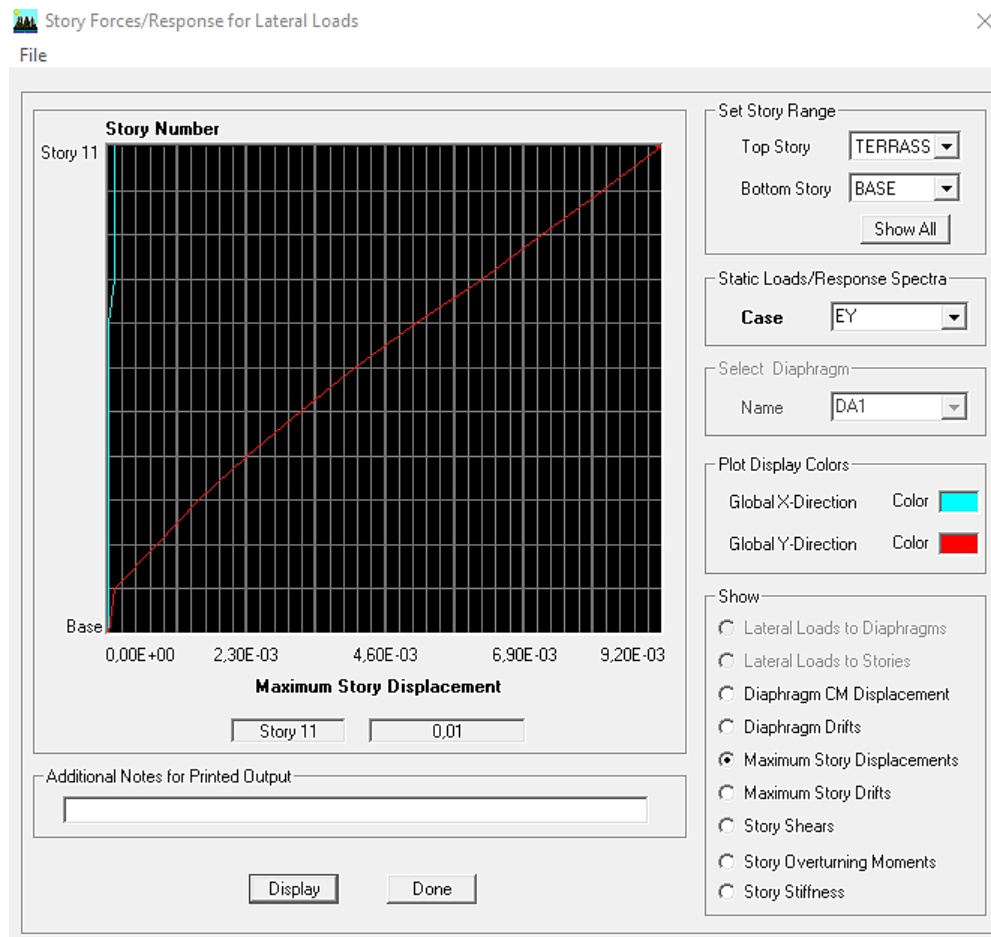 Story Forces/Response for Lateral Loads
File
Story Number
Story 11
Base
0,00E+00 2,30E-03 4,60E-03 6,90E-03 9,20E-03
Maximum Story Displacement
Story 11 0,01
Additional Notes for Printed Output
Display Done
Set Story Range
Top Story TERRASS
Bottom Story BASE
Show All
Static Loads/Response Spectra
Case EY
Select Diaphragm
Name DA1
Plot Display Colors
Global X-Direction Color
Global Y-Direction Color
Show
Lateral Loads to Diaphragms
Lateral Loads to Stories
Diaphragm CM Displacement
Diaphragm Drifts
Maximum Story Displacements
Maximum Story Drifts
Story Shears
Story Overturning Moments
Story Stiffness